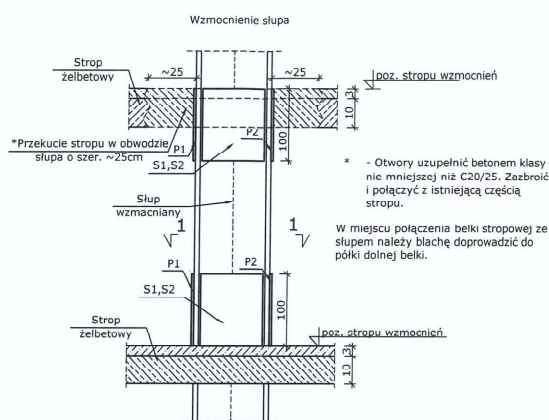 Wzmocnienie słupa
Strop
żelbetowy
~25
~25
poz. stropu wzmocnień
3
10
*Przekucie stropu w obwodzie
słupa o szer. ~25cm
P1
P2
100
S1,S2
* - Otwory uzupełnić betonem klasy
nie mniejszej niż C20/25. Zazbroić
i połączyć z istniejącą częścią
stropu.
Słup
wzmacniany
1
1
W miejscu połączenia belki stropowej ze
słupem należy blachę doprowadzić do
półki dolnej belki.
P1
P2
S1,S2
100
Strop
żelbetowy
poz. stropu wzmocnień
3
10